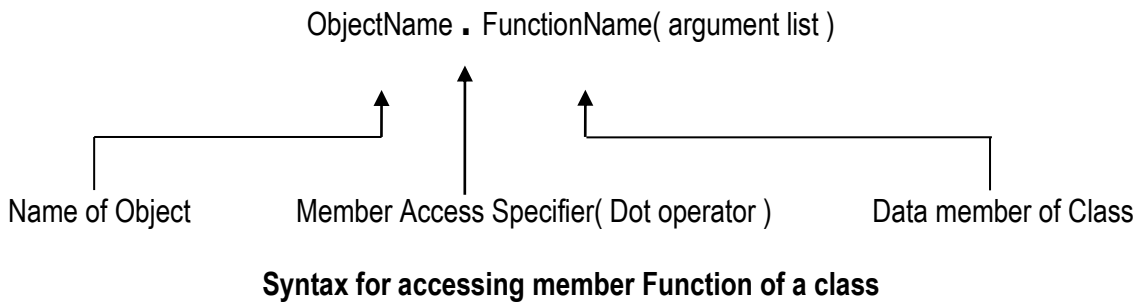 ObjectName . FunctionName( argument list )
Name of Object Member Access Specifier( Dot operator ) Data member of Class
Syntax for accessing member Function of a class